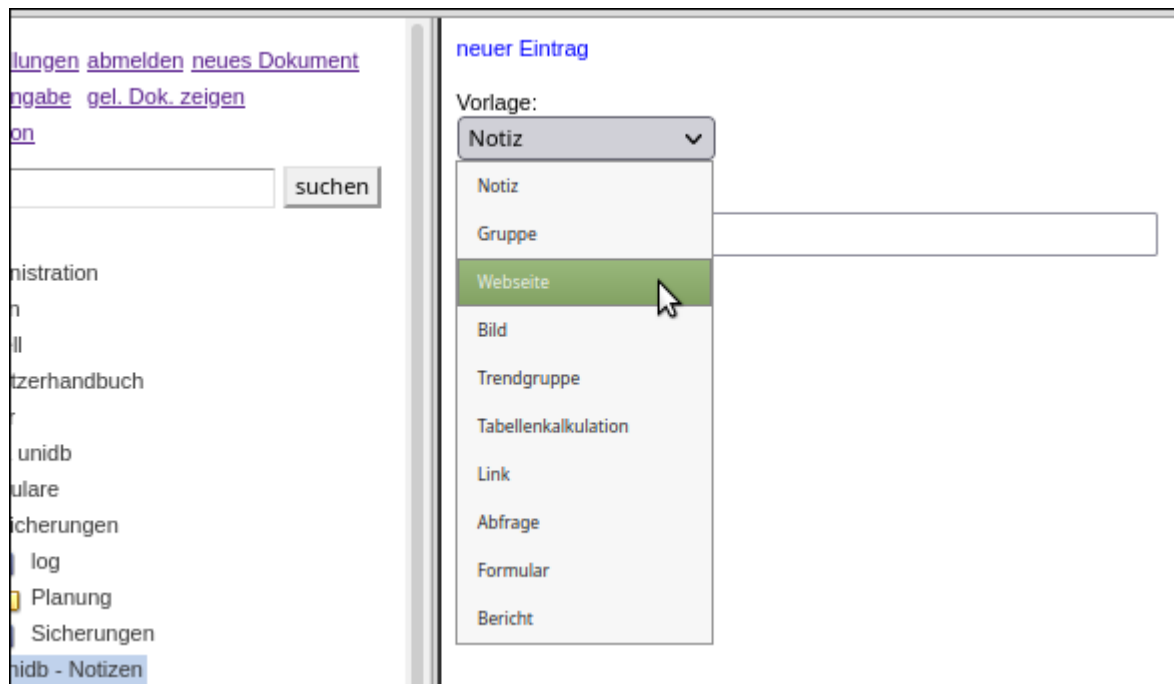 lungen abmelden neues Dokument
ngabe gel. Dok. zeigen
on
suchen
nistration
n
ll
tzerhandbuch
r
unidb
ulare
icherungen
log
Planung
Sicherungen
nidb - Notizen
neuer Eintrag
Vorlage:
Notiz
Notiz
Gruppe
Webseite
Bild
Trendgruppe
Tabellenkalkulation
Link
Abfrage
Formular
Bericht